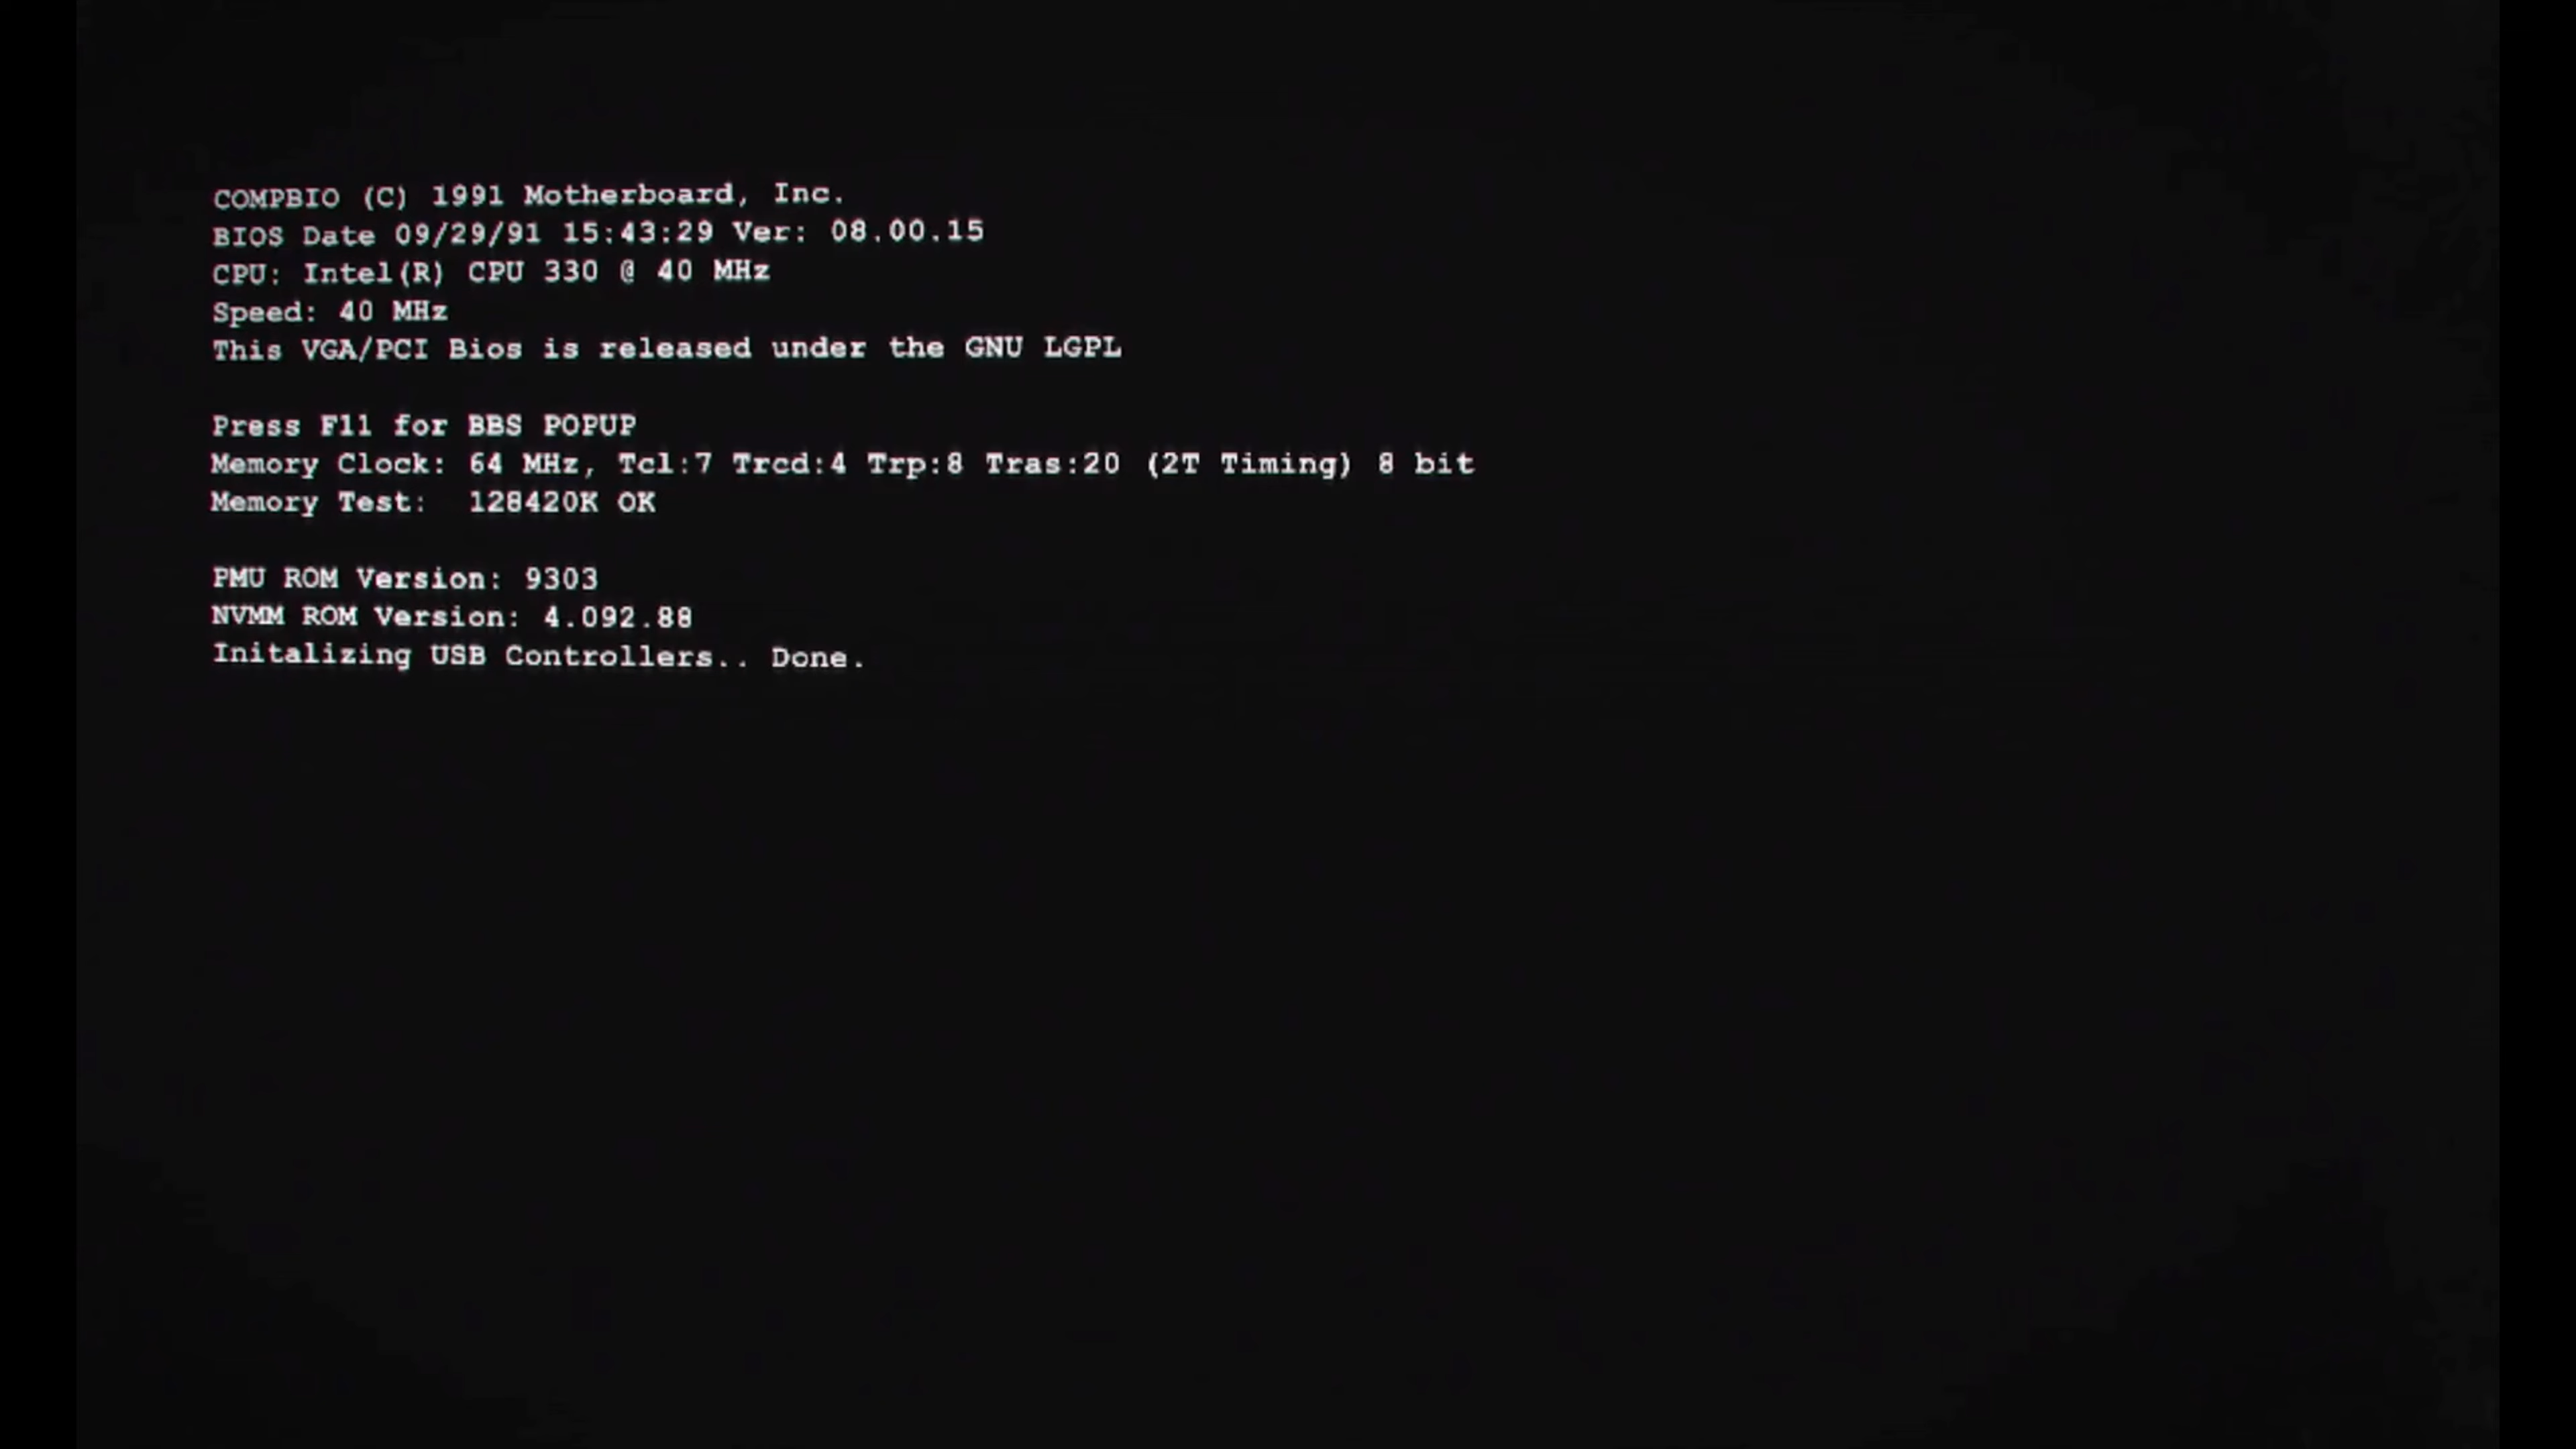 COMPBIO (C) 1991 Motherboard, Inc.
BIOS Date 09/29/91 15:43:29 Ver: 08.00.15
CPU: Intel(R) CPU 330 @ 40 MHz
Speed: 40 MHz
This VGA/PCI Bios is released under the GNU LGPL
Press F11 for BBS POPUP
Memory Clock: 64 MHz, Tcl:7 Trcd:4 Trp:8 Tras:20 (2T Timing) 8 bit
Memory Test: 128420K OK
PMU ROM Version: 9303
NVMM ROM Version: 4.092.88
Initalizing USB Controllers.. Done.